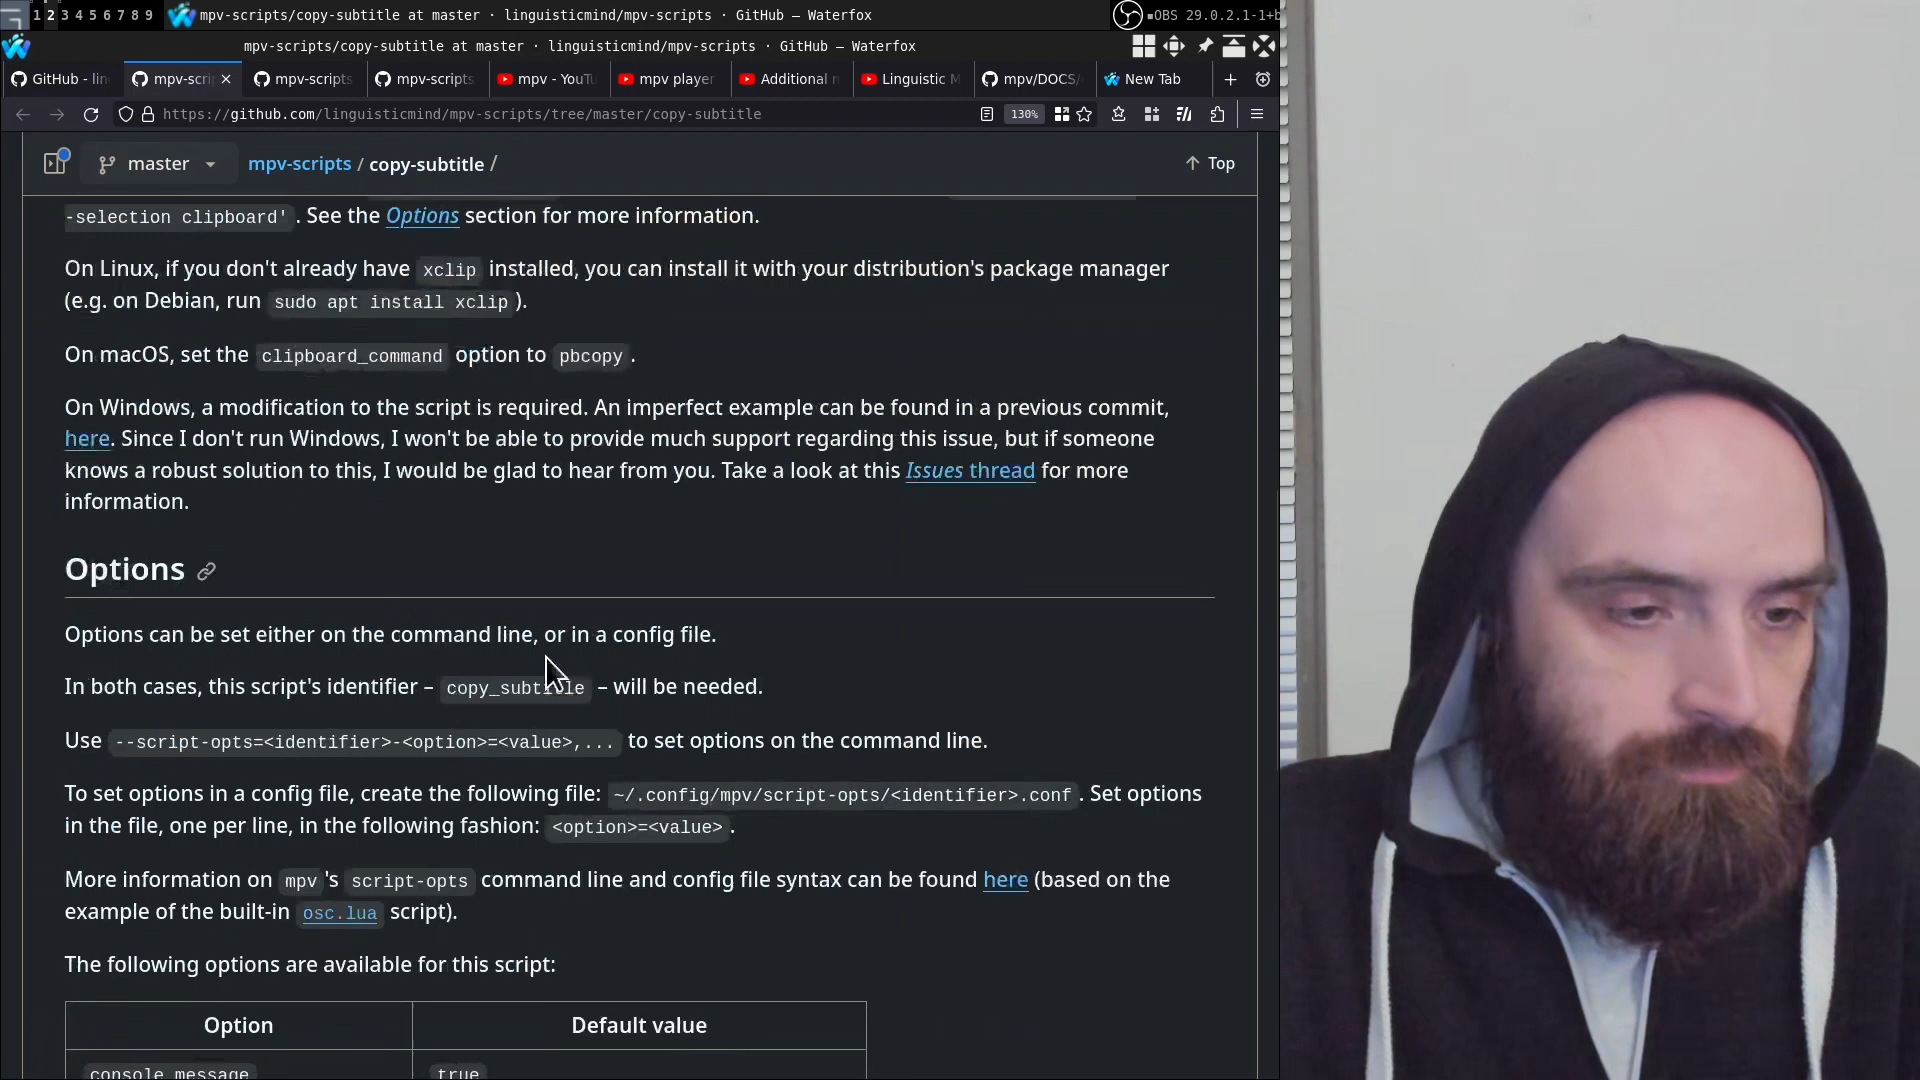 1 2 3 4 5 6 7 8 9
mpv-scripts/copy-subtitle at master · linguisticmind/mpv-scripts · GitHub — Waterfox
OBS 29.0.2.1-1+b
mpv-scripts/copy-subtitle at master · linguisticmind/mpv-scripts · GitHub — Waterfox
GitHub - lin
mpv-scri
mpv-scripts
mpv-scripts
mpv - YouTu
mpv player
Additional n
Linguistic M
mpv/DOCS/
New Tab
https://github.com/linguisticmind/mpv-scripts/tree/master/copy-subtitle
130%
master
mpv-scripts / copy-subtitle /
Top
-selection clipboard' . See the Options section for more information.
On Linux, if you don't already have xclip installed, you can install it with your distribution's package manager
(e.g. on Debian, run sudo apt install xclip ).
On macOS, set the clipboard_command option to pbcopy .
On Windows, a modification to the script is required. An imperfect example can be found in a previous commit,
here. Since I don't run Windows, I won't be able to provide much support regarding this issue, but if someone
knows a robust solution to this, I would be glad to hear from you. Take a look at this Issues thread for more
information.
Options
Options can be set either on the command line, or in a config file.
In both cases, this script's identifier – copy_subtitle – will be needed.
Use --script-opts=<identifier>-<option>=<value>,... to set options on the command line.
To set options in a config file, create the following file: ~/.config/mpv/script-opts/<identifier>.conf . Set options
in the file, one per line, in the following fashion: <option>=<value> .
More information on mpv 's script-opts command line and config file syntax can be found here (based on the
example of the built-in osc.lua script).
The following options are available for this script:
Option
Default value
console_message
true